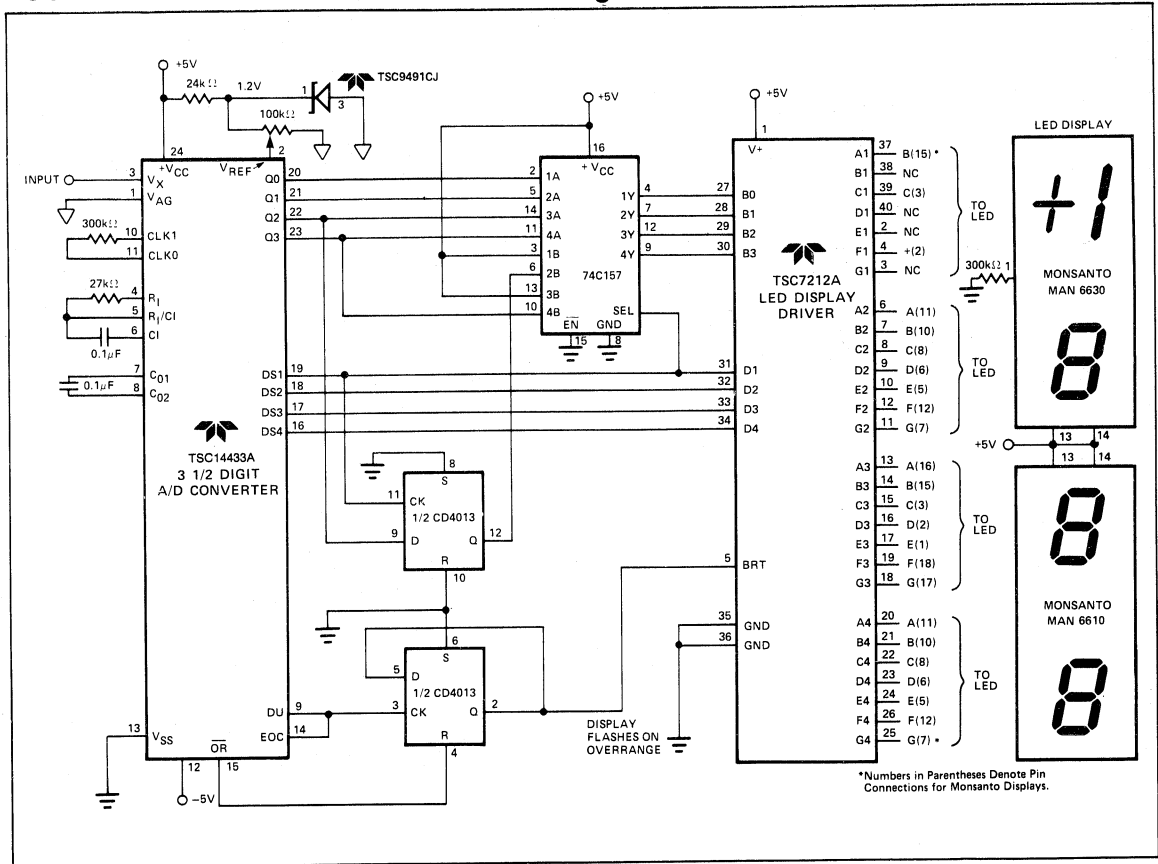 +5V
24kΩ
1.2V
1
3
TSC9491CJ
100kΩ
24
+VCC
2
VREF
INPUT
3
VX
1
VAG
300kΩ
10
CLK1
11
CLK0
27kΩ
4
RI
5
RI/CI
6
CI
0.1μF
7
CO1
0.1μF
8
CO2
Q0
20
Q1
21
Q2
22
Q3
23
DS1
19
DS2
18
DS3
17
DS4
16
TSC14433A
3 1/2 DIGIT
A/D CONVERTER
DU
9
EOC
14
13
VSS
OR
12
15
-5V
+5V
16
+VCC
2
1A
5
2A
14
3A
11
4A
3
1B
6
2B
13
3B
10
4B
1Y
4
2Y
7
3Y
12
4Y
9
74C157
SEL
EN
GND
15
8
8
S
11
CK
1/2 CD4013
9
D
Q
12
R
10
6
S
5
D
1/2 CD4013
3
CK
Q
2
R
4
DISPLAY
FLASHES ON
OVERRANGE
+5V
1
V+
27
B0
28
B1
29
B2
30
B3
TSC7212A
LED DISPLAY
DRIVER
31
D1
32
D2
33
D3
34
D4
5
BRT
35
GND
36
GND
A1 37 B(15)*
B1 38 NC
C1 39 C(3)
D1 40 NC
E1 2 NC
F1 4 +(2)
G1 3 NC
TO
LED
A2 6 A(11)
B2 7 B(10)
C2 8 C(8)
D2 9 D(6)
E2 10 E(5)
F2 12 F(12)
G2 11 G(7)
TO
LED
A3 13 A(16)
B3 14 B(15)
C3 15 C(3)
D3 16 D(2)
E3 17 E(1)
F3 19 F(18)
G3 18 G(17)
TO
LED
A4 20 A(11)
B4 21 B(10)
C4 22 C(8)
D4 23 D(6)
E4 24 E(5)
F4 26 F(12)
G4 25 G(7)*
TO
LED
LED DISPLAY
+1
300kΩ 1
MONSANTO
MAN 6630
8
+5V
13
14
13
14
8
MONSANTO
MAN 6610
8
*Numbers in Parentheses Denote Pin
Connections for Monsanto Displays.